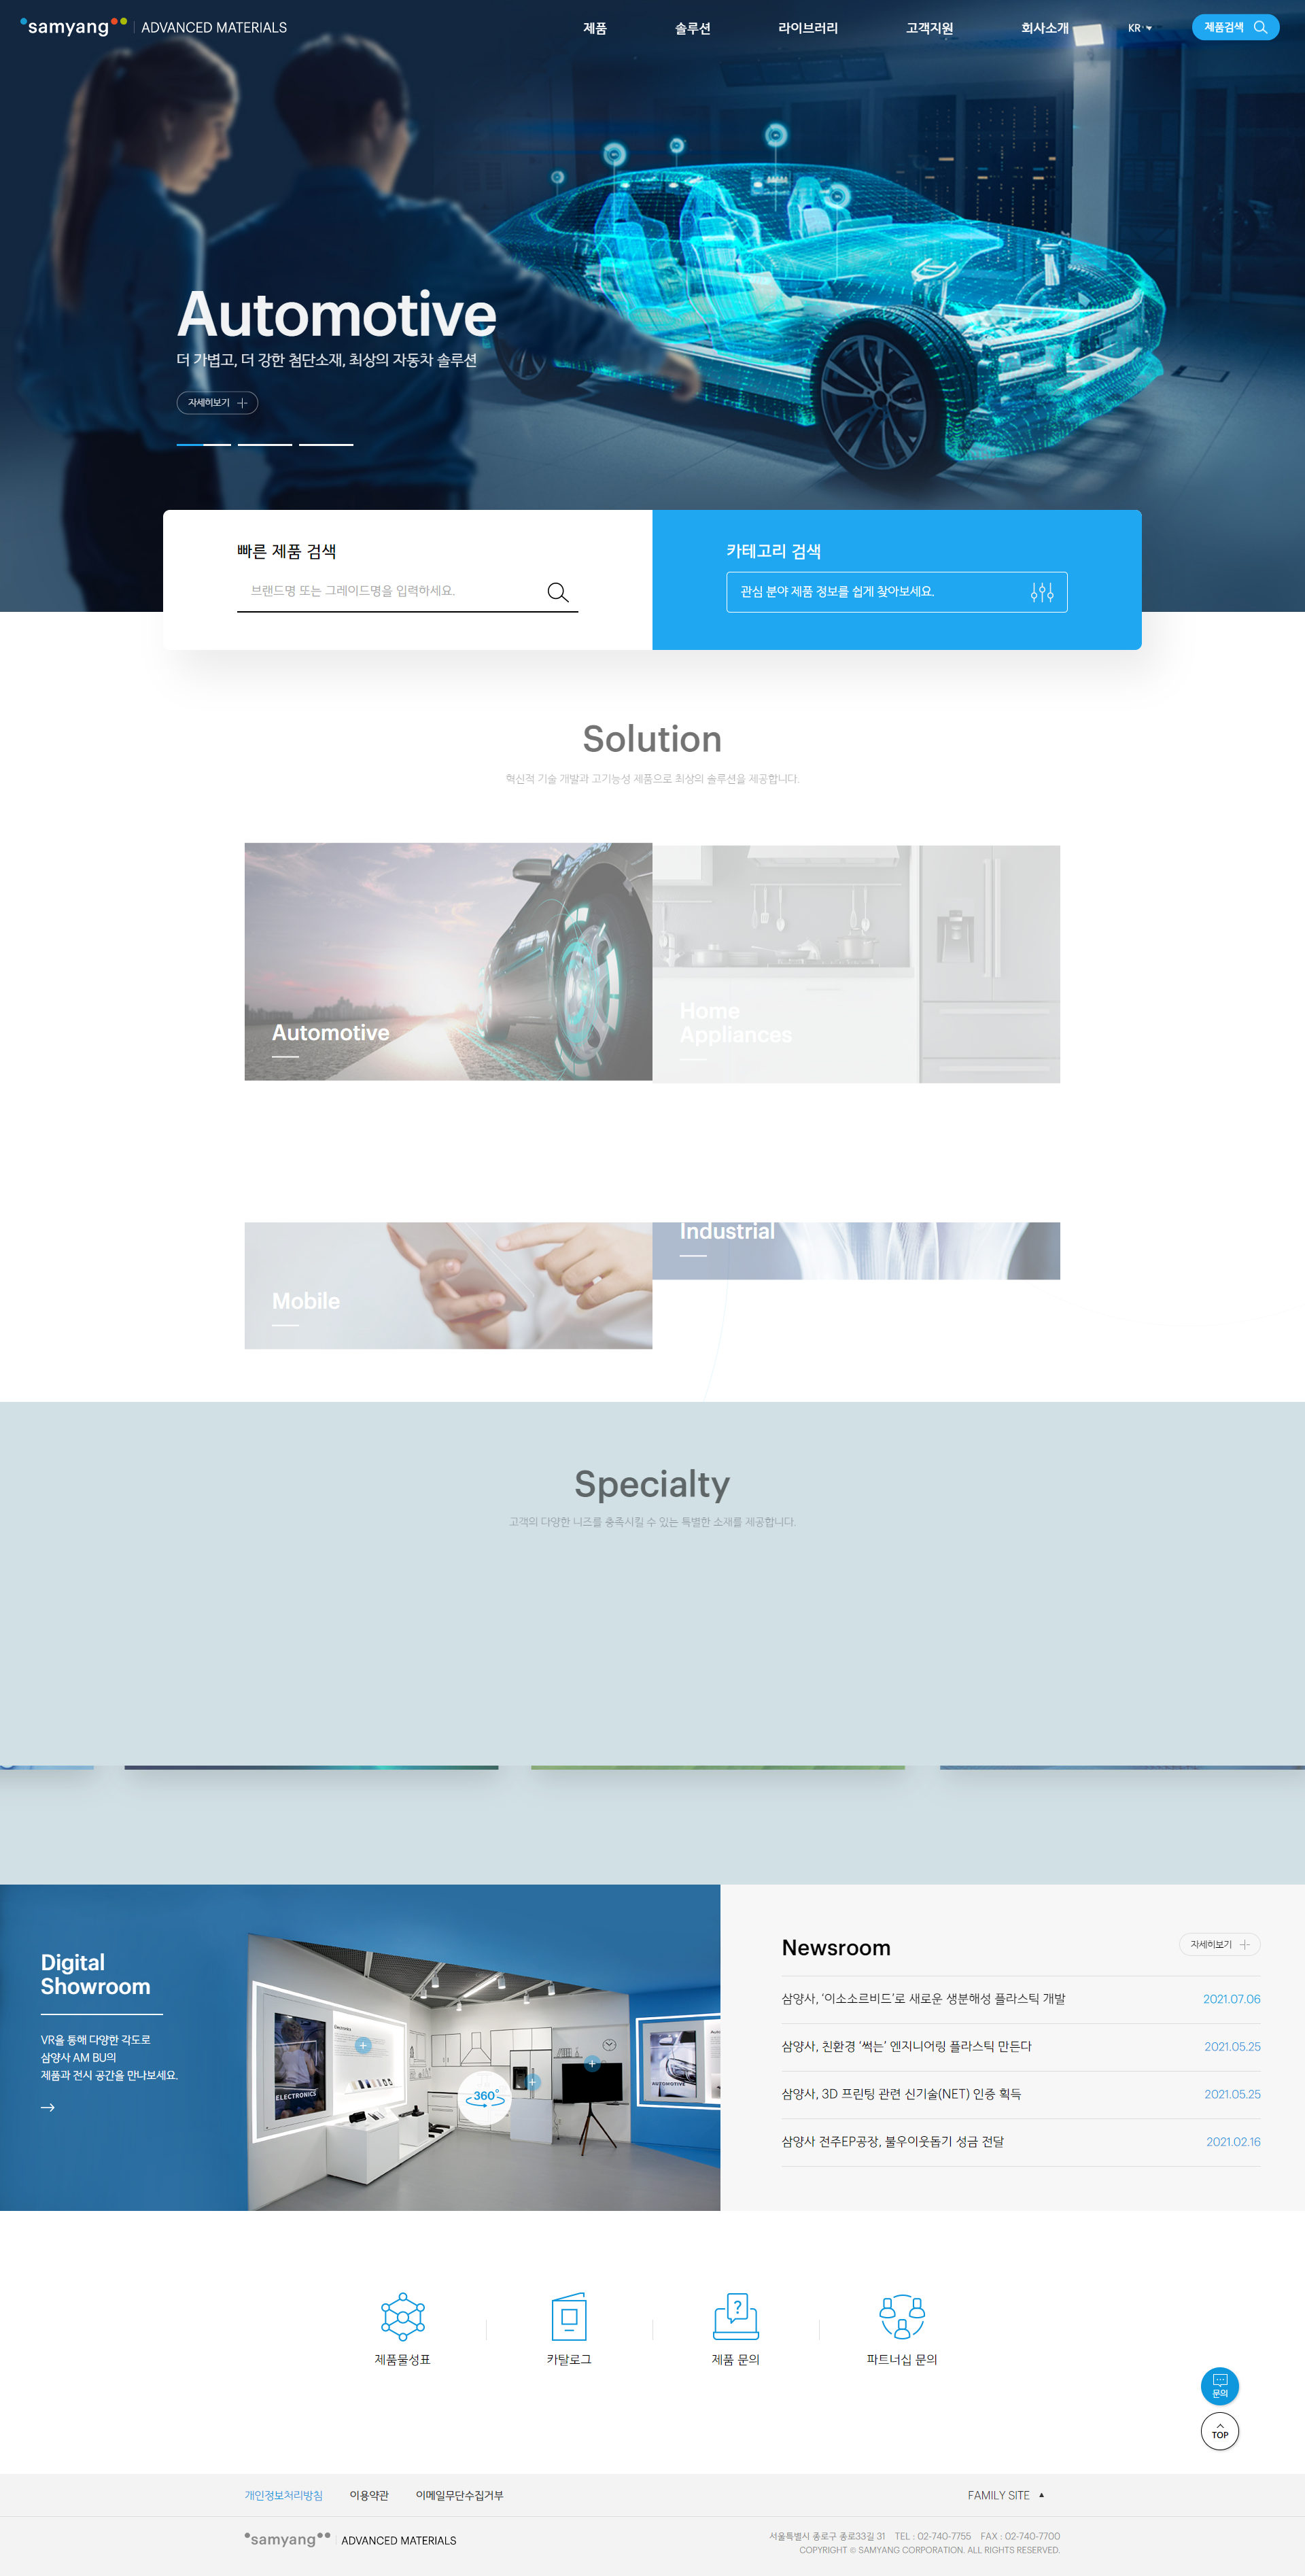 samyang ADVANCED MATERIALS
제품 솔루션 라이브러리 고객지원 회사소개 KR 제품검색
Automotive
더 가볍고, 더 강한 첨단소재, 최상의 자동차 솔루션
자세히보기
빠른 제품 검색
브랜드명 또는 그레이드명을 입력하세요.
카테고리 검색
관심 분야 제품 정보를 쉽게 찾아보세요.
Solution
혁신적 기술 개발과 고기능성 제품으로 최상의 솔루션을 제공합니다.
Automotive
Home
Appliances
Mobile
Industrial
Specialty
고객의 다양한 니즈를 충족시킬 수 있는 특별한 소재를 제공합니다.
Digital
Showroom
VR을 통해 다양한 각도로
삼양사 AM BU의
제품과 전시 공간을 만나보세요.
ELECTRONICS
Electronics
360°
AUTOMOTIVE
Newsroom
자세히보기
삼양사, ‘이소소르비드’로 새로운 생분해성 플라스틱 개발 2021.07.06
삼양사, 친환경 ‘썩는’ 엔지니어링 플라스틱 만든다 2021.05.25
삼양사, 3D 프린팅 관련 신기술(NET) 인증 획득 2021.05.25
삼양사 전주EP공장, 불우이웃돕기 성금 전달 2021.02.16
제품물성표
카탈로그
제품 문의
파트너십 문의
문의
TOP
개인정보처리방침 이용약관 이메일무단수집거부
FAMILY SITE
samyang ADVANCED MATERIALS
서울특별시 종로구 종로33길 31 TEL : 02-740-7755 FAX : 02-740-7700
COPYRIGHT © SAMYANG CORPORATION. ALL RIGHTS RESERVED.